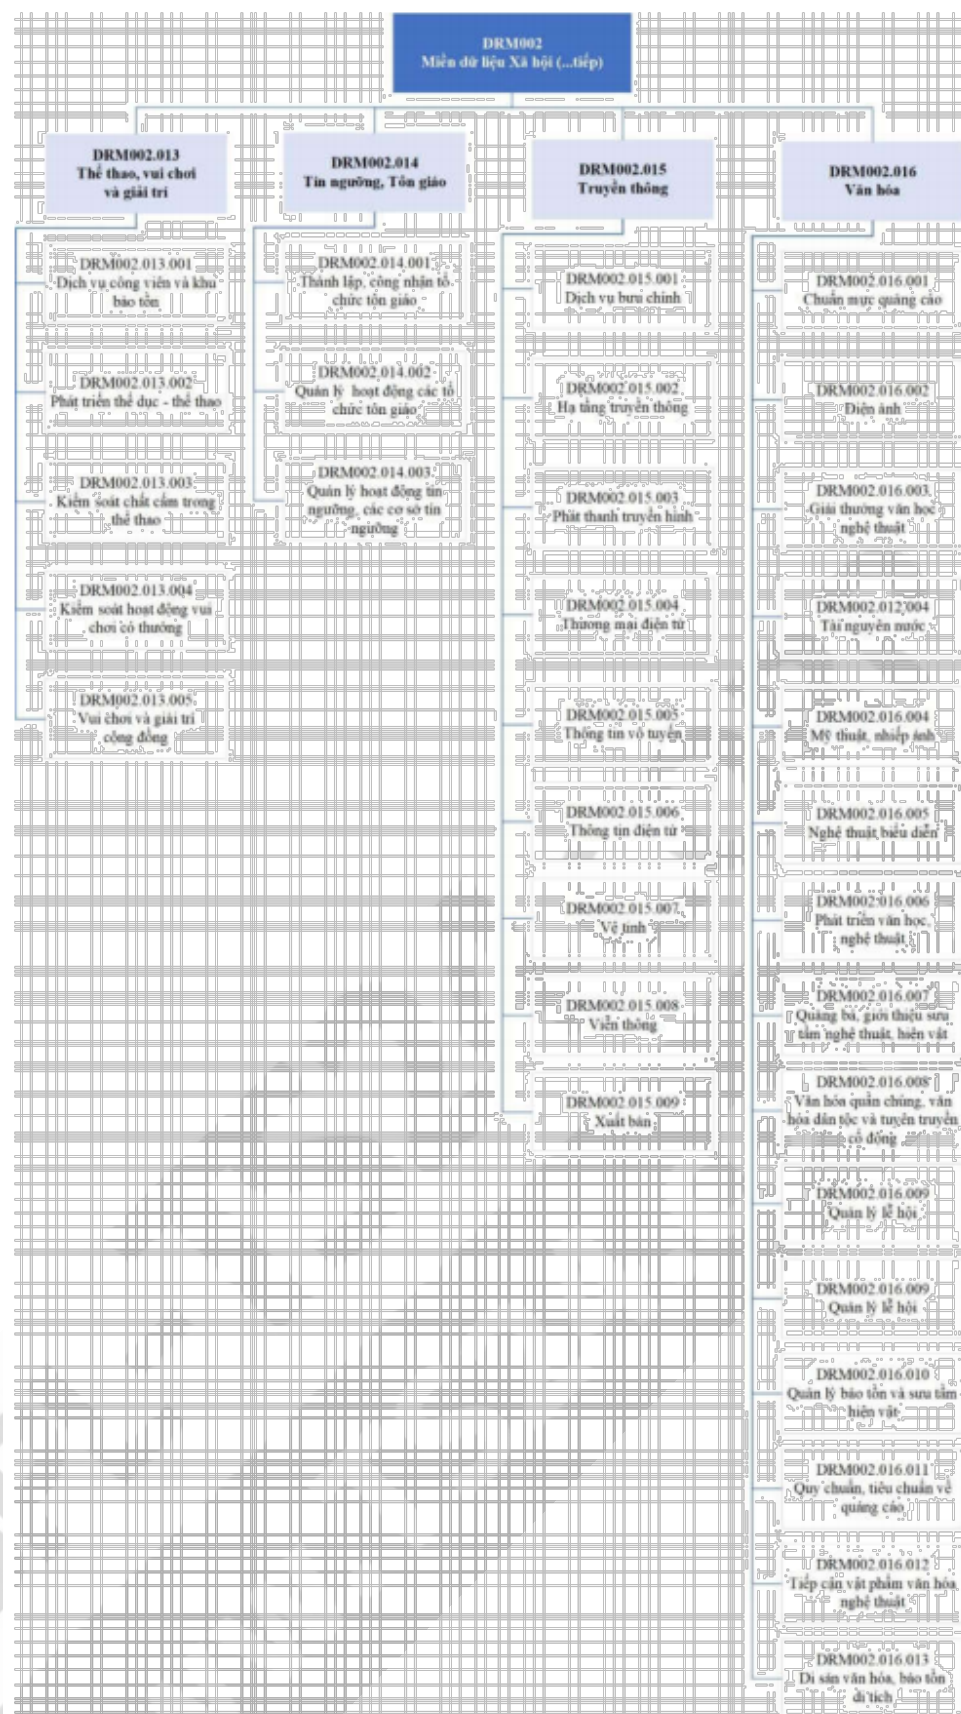 DRM002
Miền dữ liệu Xã hội (...tiếp)
DRM002.013
Thể thao, vui chơi
và giải trí
DRM002.013.001
Dịch vụ công viên và khu
bảo tồn
DRM002.013.002
Phát triển thể dục - thể thao
DRM002.013.003
Kiểm soát chất cấm trong
thể thao
DRM002.013.004
Kiểm soát hoạt động vui
chơi có thưởng
DRM002.013.005
Vui chơi và giải trí
cộng đồng
DRM002.014
Tín ngưỡng, Tôn giáo
DRM002.014.001
Thành lập, công nhận tổ
chức tôn giáo
DRM002.014.002
Quản lý hoạt động các tổ
chức tôn giáo
DRM002.014.003
Quản lý hoạt động tín
ngưỡng, các cơ sở tín
ngưỡng
DRM002.015
Truyền thông
DRM002.015.001
Dịch vụ bưu chính
DRM002.015.002
Hạ tầng truyền thông
DRM002.015.003
Phát thanh truyền hình
DRM002.015.004
Thương mại điện tử
DRM002.015.005
Thông tin vô tuyến
DRM002.015.006
Thông tin điện tử
DRM002.015.007
Vệ tinh
DRM002.015.008
Viễn thông
DRM002.015.009
Xuất bản
DRM002.016
Văn hóa
DRM002.016.001
Chuẩn mực quảng cáo
DRM002.016.002
Điện ảnh
DRM002.016.003
Giải thưởng văn học
nghệ thuật
DRM002.012.004
Tài nguyên nước
DRM002.016.004
Mỹ thuật, nhiếp ảnh
DRM002.016.005
Nghệ thuật biểu diễn
DRM002.016.006
Phát triển văn học,
nghệ thuật
DRM002.016.007
Quảng bá, giới thiệu sưu
tầm nghệ thuật, hiện vật
DRM002.016.008
Văn hóa quần chúng, văn
hóa dân tộc và tuyên truyền
cổ động
DRM002.016.009
Quản lý lễ hội
DRM002.016.009
Quản lý lễ hội
DRM002.016.010
Quản lý bảo tồn và sưu tầm
hiện vật
DRM002.016.011
Quy chuẩn, tiêu chuẩn về
quảng cáo
DRM002.016.012
Tiếp cận vật phẩm văn hóa,
nghệ thuật
DRM002.016.013
Di sản văn hóa, bảo tồn
di tích